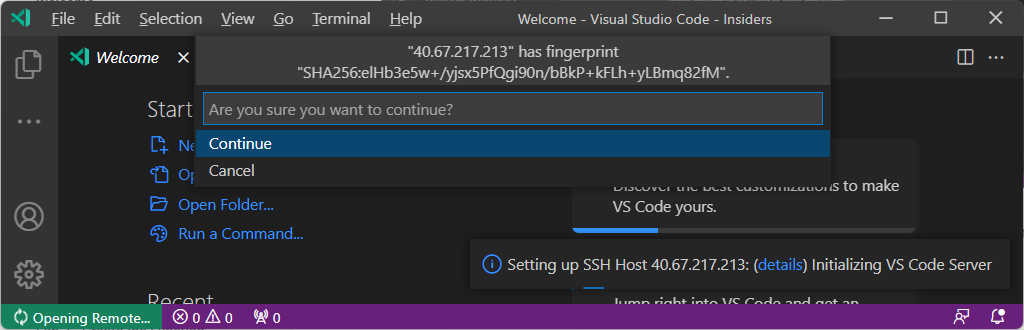 File Edit Selection View Go Terminal Help Welcome - Visual Studio Code - Insiders
Welcome
"40.67.217.213" has fingerprint
"SHA256:elHb3e5w+/yjsx5PfQgi90n/bBkP+kFLh+yLBmq82fM".
Are you sure you want to continue?
Continue
Cancel
Start
Ne
Op
Open Folder...
Run a Command...
Recent
Discover the best customizations to make
VS Code yours.
Setting up SSH Host 40.67.217.213: (details) Initializing VS Code Server
Jump right into VS Code and get an
Opening Remote... 0 0 0